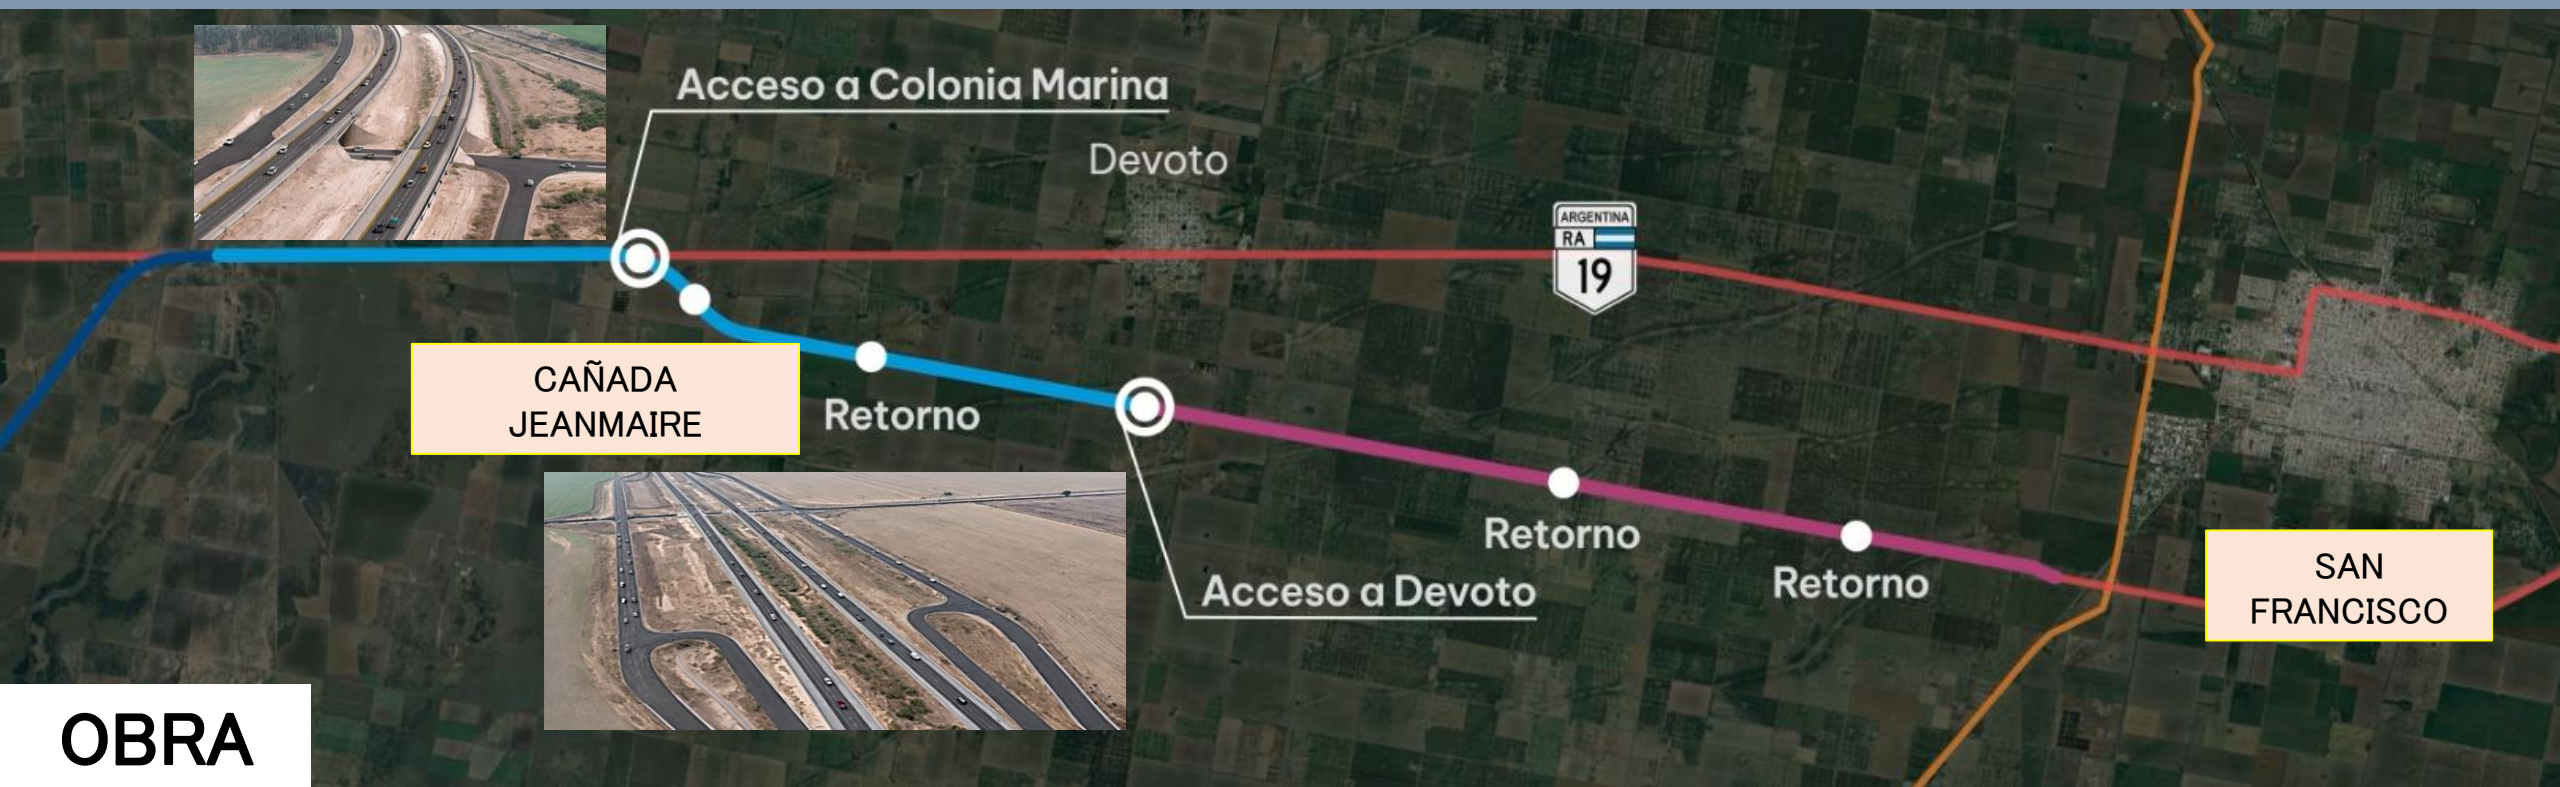 Acceso a Colonia Marina
Devoto
ARGENTINA
RA
19
CAÑADA
JEANMAIRE
Retorno
Retorno
Retorno
Acceso a Devoto
SAN
FRANCISCO
OBRA